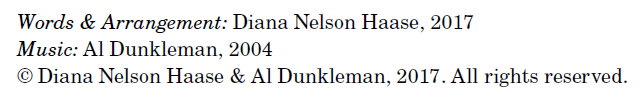 Words & Arrangement: Diana Nelson Haase, 2017
Music: Al Dunkleman, 2004
© Diana Nelson Haase & Al Dunkleman, 2017. All rights reserved.